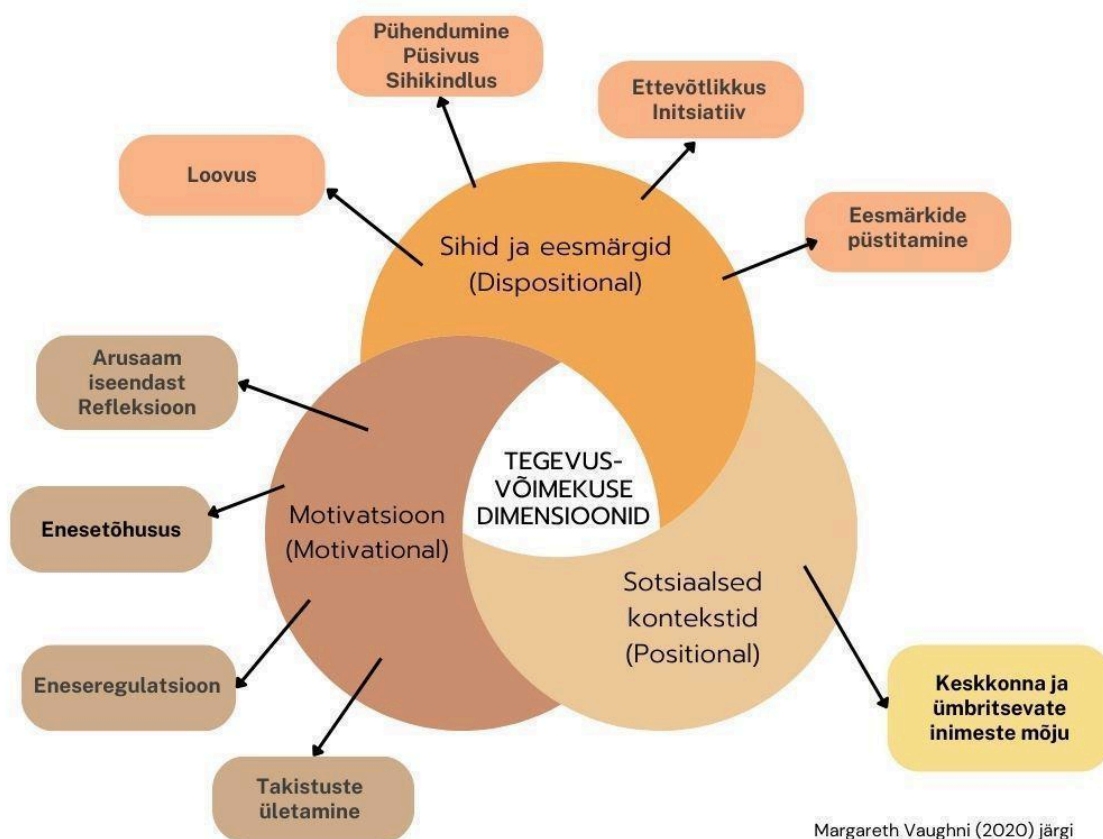 Pühendumine
Püsivus
Sihikindlus
Ettevõtlikkus
Initsiatiiv
Loovus
Eesmärkide
püstitamine
Sihid ja eesmärgid
(Dispositional)
Arusaam
iseendast
Refleksioon
TEGEVUS-
VÕIMEKUSE
DIMENSIOONID
Enesetõhusus
Motivatsioon
(Motivational)
Sotsiaalsed
kontekstid
(Positional)
Eneseregulatsioon
Keskkonna ja
ümbritsevate
inimeste mõju
Takistuste
ületamine
Margareth Vaughni (2020) järgi